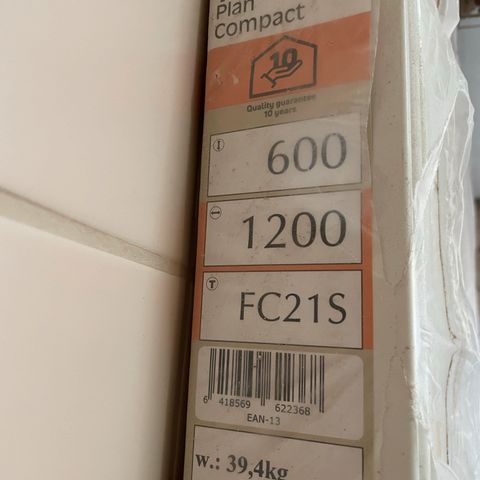 Plan
Compact
10
Quality guarantee
10 years
600
1200
T
FC21S
6 418569 622368
EAN-13
w.: 39,4kg